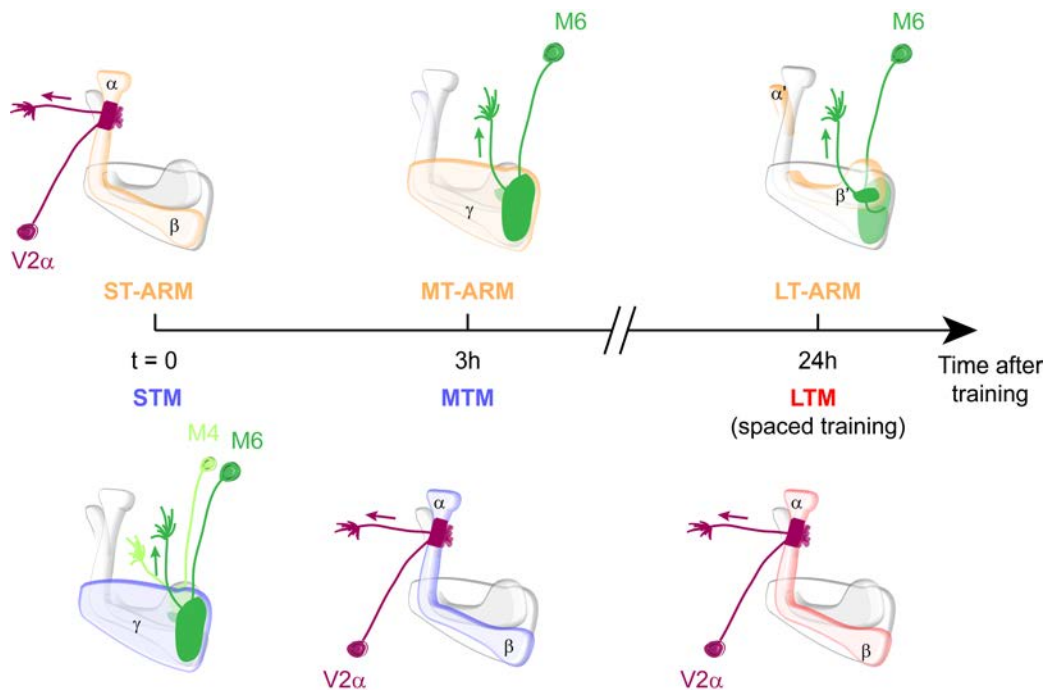 M6
M6
α
α'
γ
β'
β
V2α
ST-ARM
MT-ARM
LT-ARM
t = 0
3h
24h
Time after
training
STM
MTM
LTM
(spaced training)
M4
M6
α
α
γ
β
β
V2α
V2α